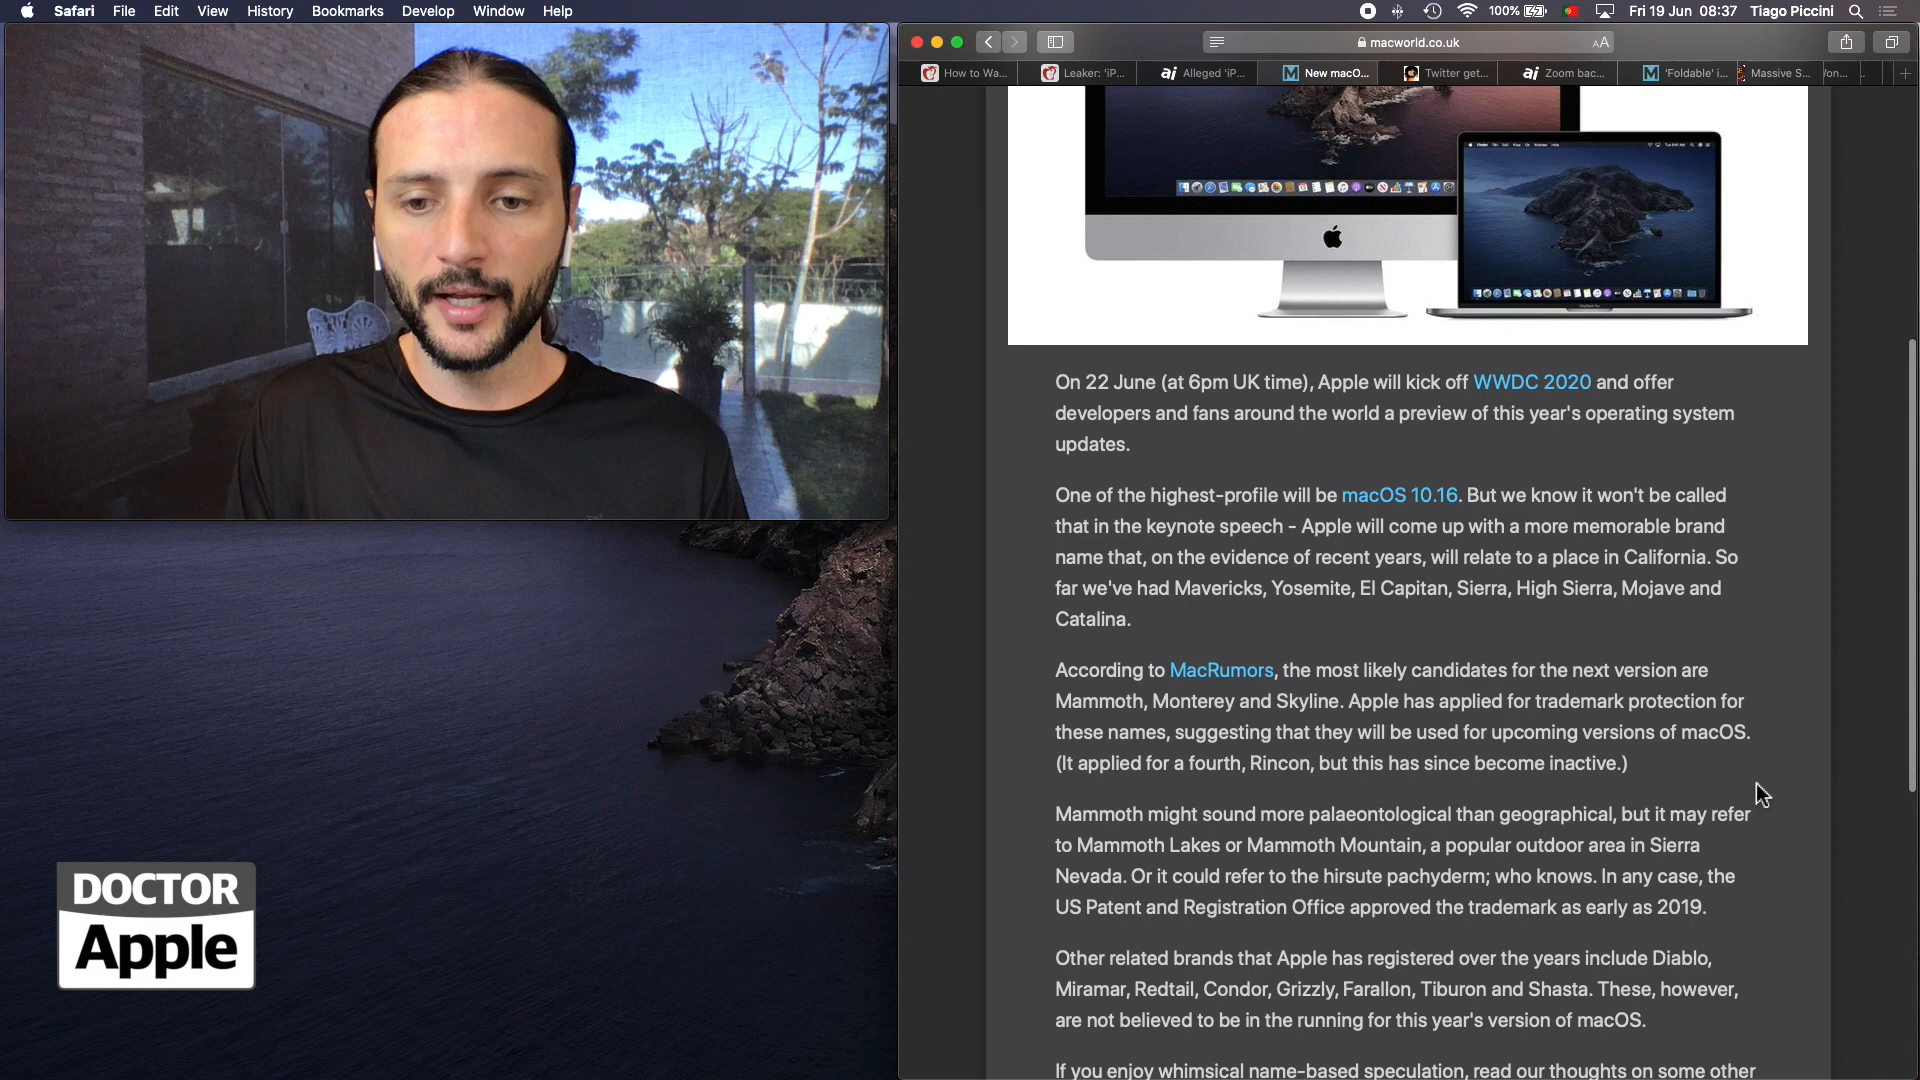 Safari File Edit View History Bookmarks Develop Window Help
100% Fri 19 Jun 08:37 Tiago Piccini
macworld.co.uk AA
How to Wa... Leaker: 'iP... ai Alleged 'iP... M New macO... Twitter get... ai Zoom bac... M 'Foldable' i... Massive S...
On 22 June (at 6pm UK time), Apple will kick off WWDC 2020 and offer
developers and fans around the world a preview of this year's operating system
updates.
One of the highest-profile will be macOS 10.16. But we know it won't be called
that in the keynote speech - Apple will come up with a more memorable brand
name that, on the evidence of recent years, will relate to a place in California. So
far we've had Mavericks, Yosemite, El Capitan, Sierra, High Sierra, Mojave and
Catalina.
According to MacRumors, the most likely candidates for the next version are
Mammoth, Monterey and Skyline. Apple has applied for trademark protection for
these names, suggesting that they will be used for upcoming versions of macOS.
(It applied for a fourth, Rincon, but this has since become inactive.)
Mammoth might sound more palaeontological than geographical, but it may refer
to Mammoth Lakes or Mammoth Mountain, a popular outdoor area in Sierra
Nevada. Or it could refer to the hirsute pachyderm; who knows. In any case, the
US Patent and Registration Office approved the trademark as early as 2019.
Other related brands that Apple has registered over the years include Diablo,
Miramar, Redtail, Condor, Grizzly, Farallon, Tiburon and Shasta. These, however,
are not believed to be in the running for this year's version of macOS.
If you enjoy whimsical name-based speculation, read our thoughts on some other
DOCTOR
Apple